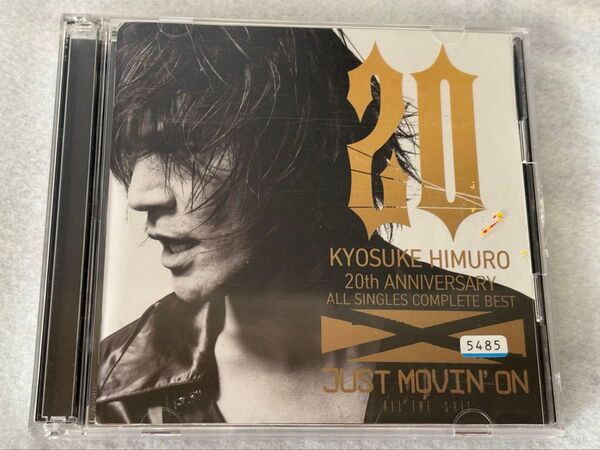 20
KYOSUKE HIMURO
20th ANNIVERSARY
ALL SINGLES COMPLETE BEST
5485
JUST MOVIN' ON
ALL THE S-HIT